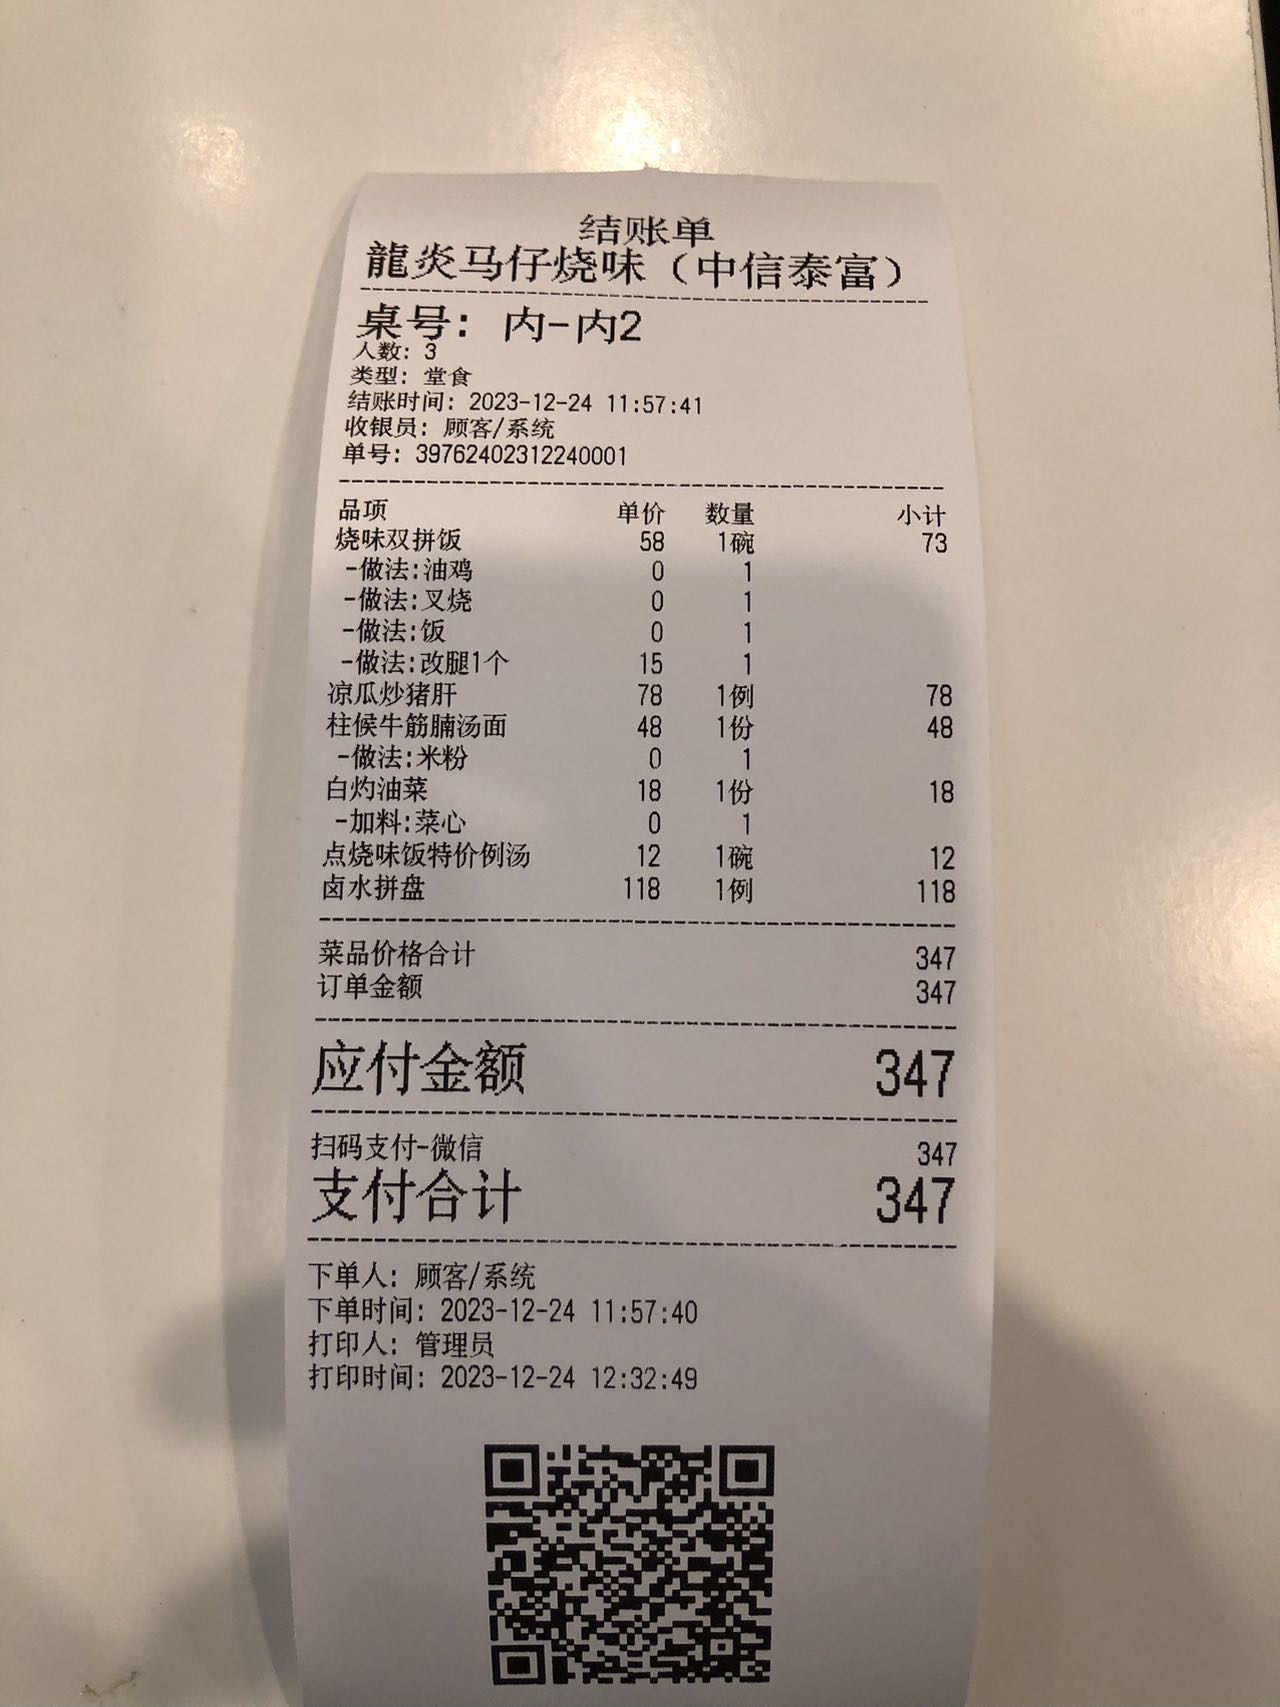 结账单
龍炎马仔烧味（中信泰富）
桌号: 内-内2
人数: 3
类型: 堂食
结账时间: 2023-12-24 11:57:41
收银员: 顾客/系统
单号: 39762402312240001
品项 单价 数量 小计
烧味双拼饭 58 1碗 73
-做法:油鸡 0 1
-做法:叉烧 0 1
-做法:饭 0 1
-做法:改腿1个 15 1
凉瓜炒猪肝 78 1例 78
柱候牛筋腩汤面 48 1份 48
-做法:米粉 0 1
白灼油菜 18 1份 18
-加料:菜心 0 1
点烧味饭特价例汤 12 1碗 12
卤水拼盘 118 1例 118
菜品价格合计 347
订单金额 347
应付金额 347
扫码支付-微信 347
支付合计 347
下单人: 顾客/系统
下单时间: 2023-12-24 11:57:40
打印人: 管理员
打印时间: 2023-12-24 12:32:49